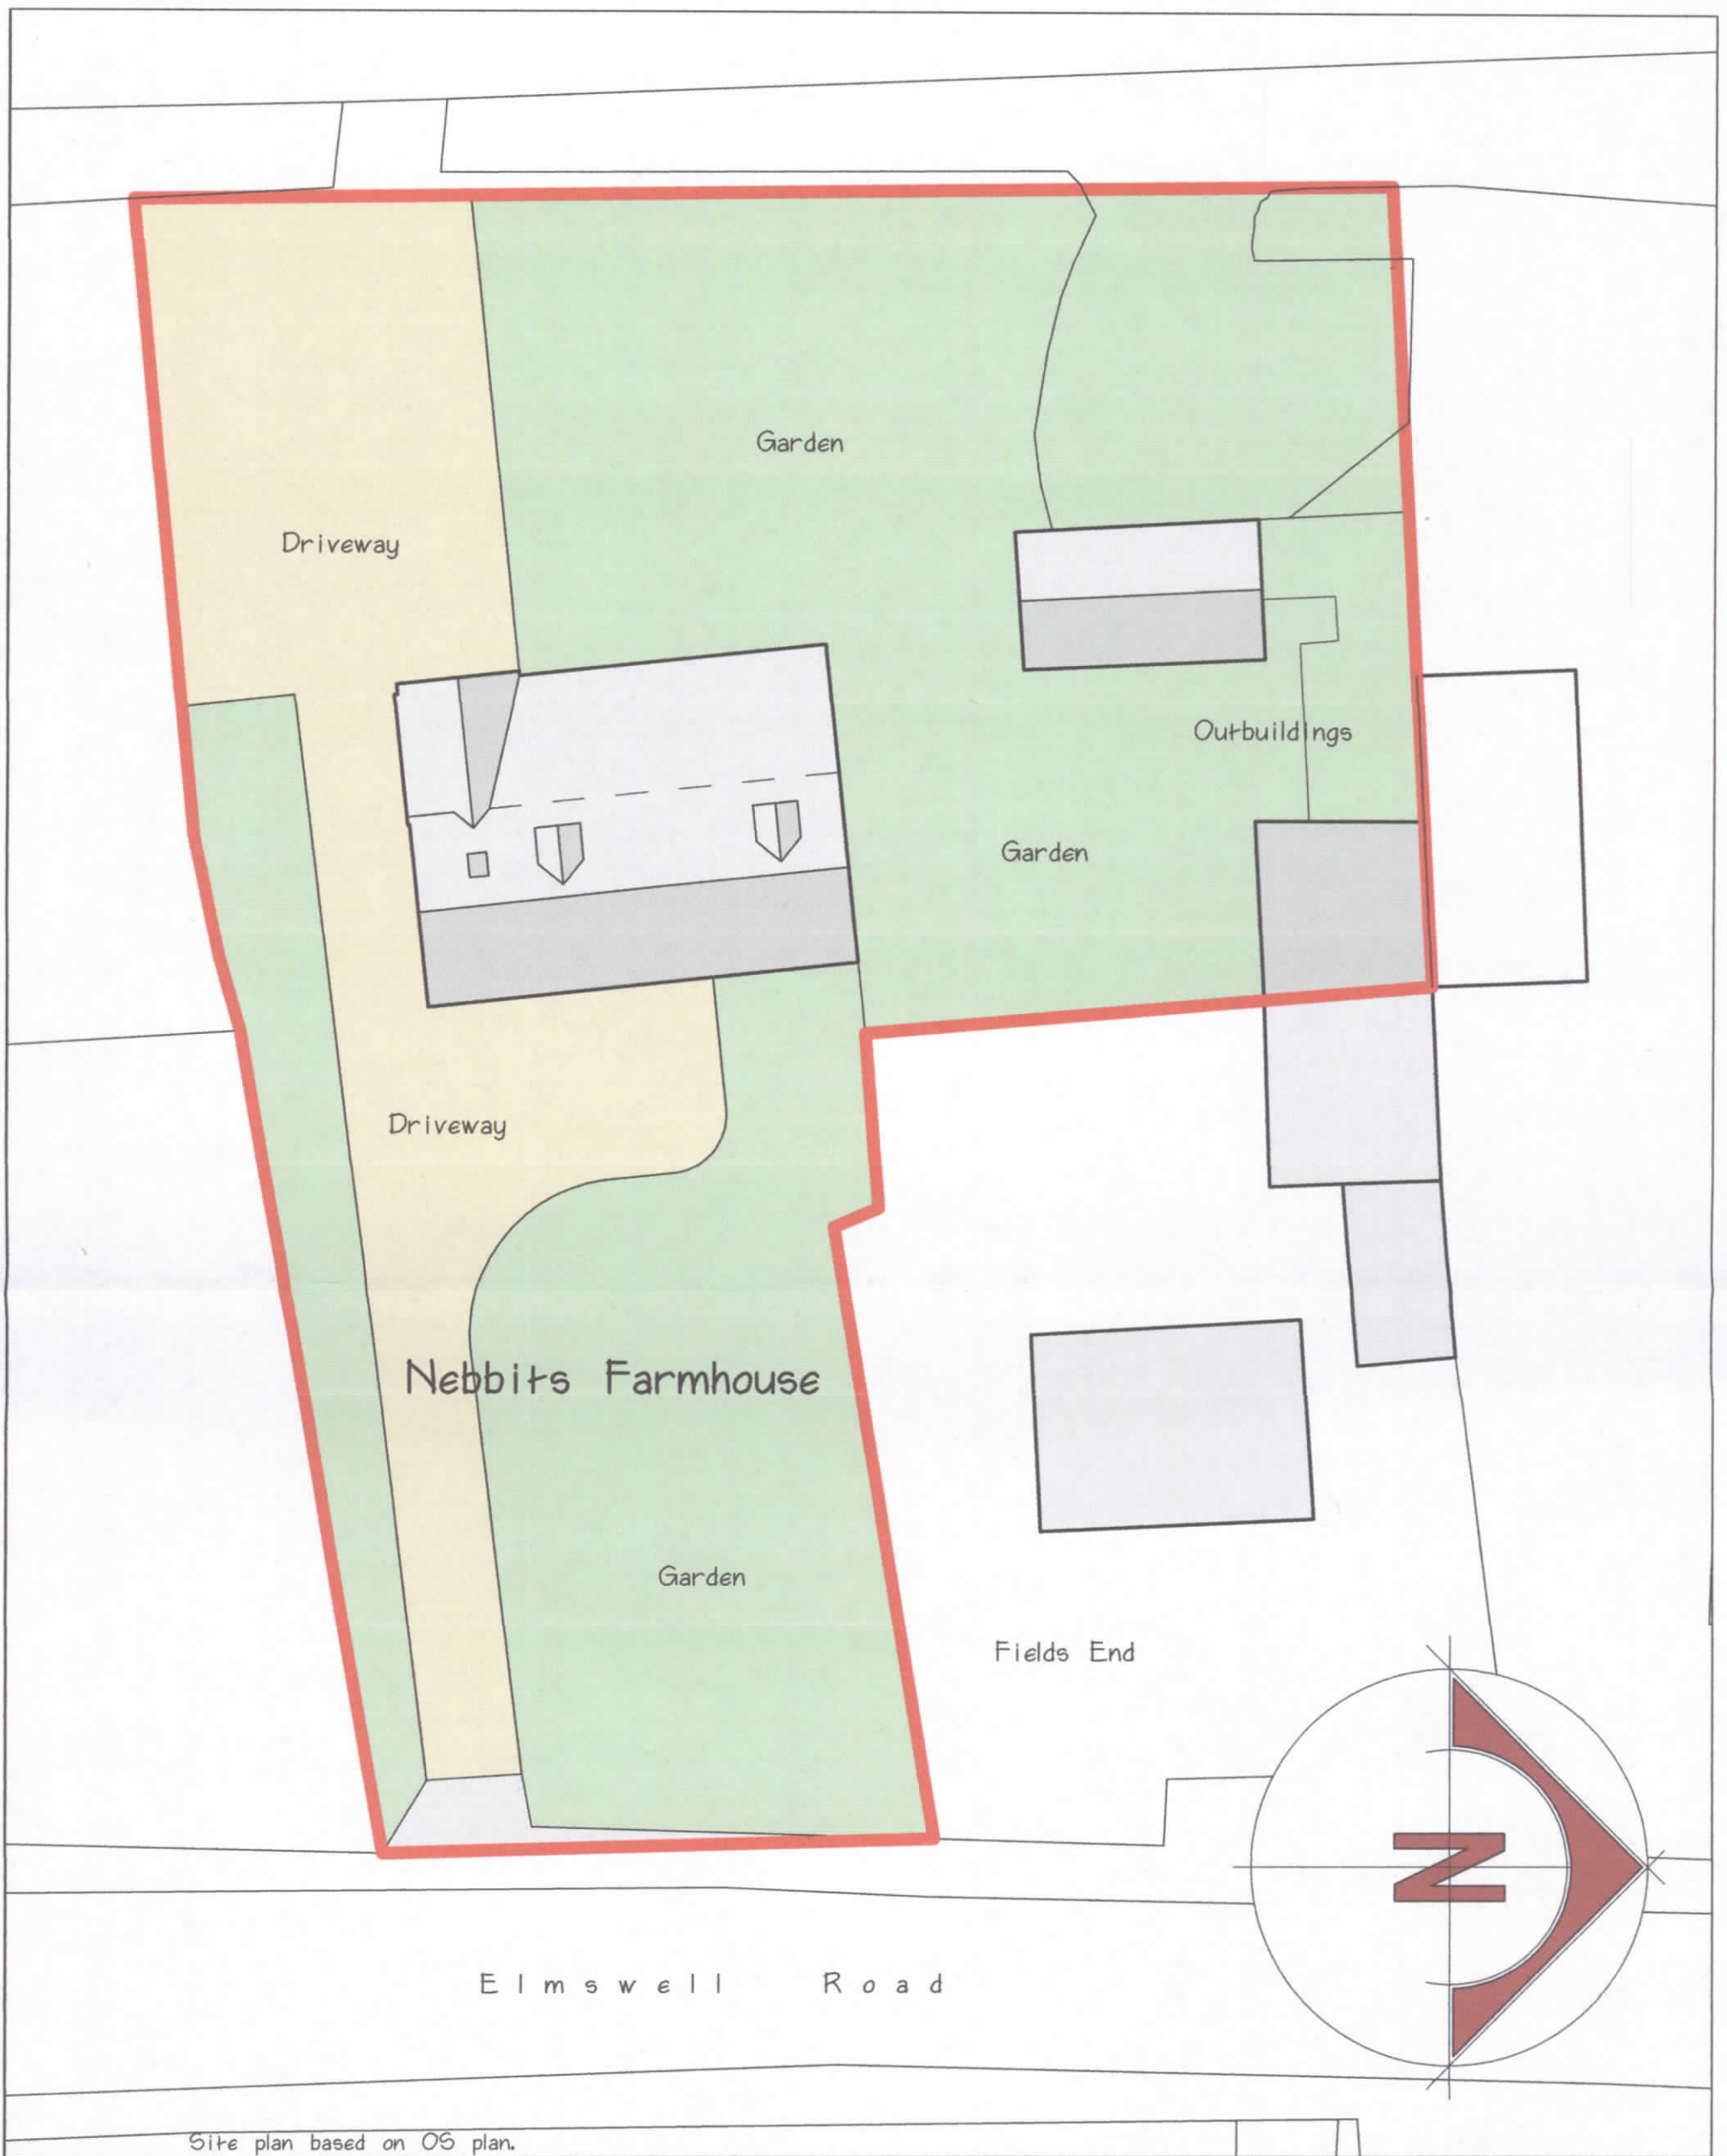 Garden
Driveway
Outbuildings
Garden
Driveway
Nebbits Farmhouse
Garden
Fields End
N
Elmswell Road
Site plan based on OS plan.